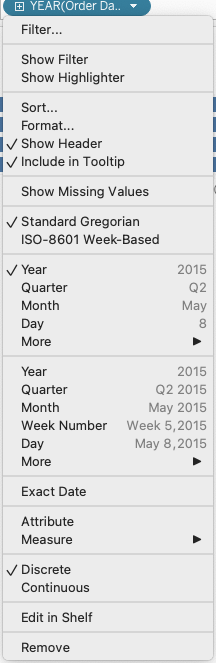 YEAR(Order Da..
Filter...
Show Filter
Show Highlighter
Sort...
Format...
Show Header
Include in Tooltip
Show Missing Values
Standard Gregorian
ISO-8601 Week-Based
Year 2015
Quarter Q2
Month May
Day 8
More
Year 2015
Quarter Q2 2015
Month May 2015
Week Number Week 5,2015
Day May 8,2015
More
Exact Date
Attribute
Measure
Discrete
Continuous
Edit in Shelf
Remove